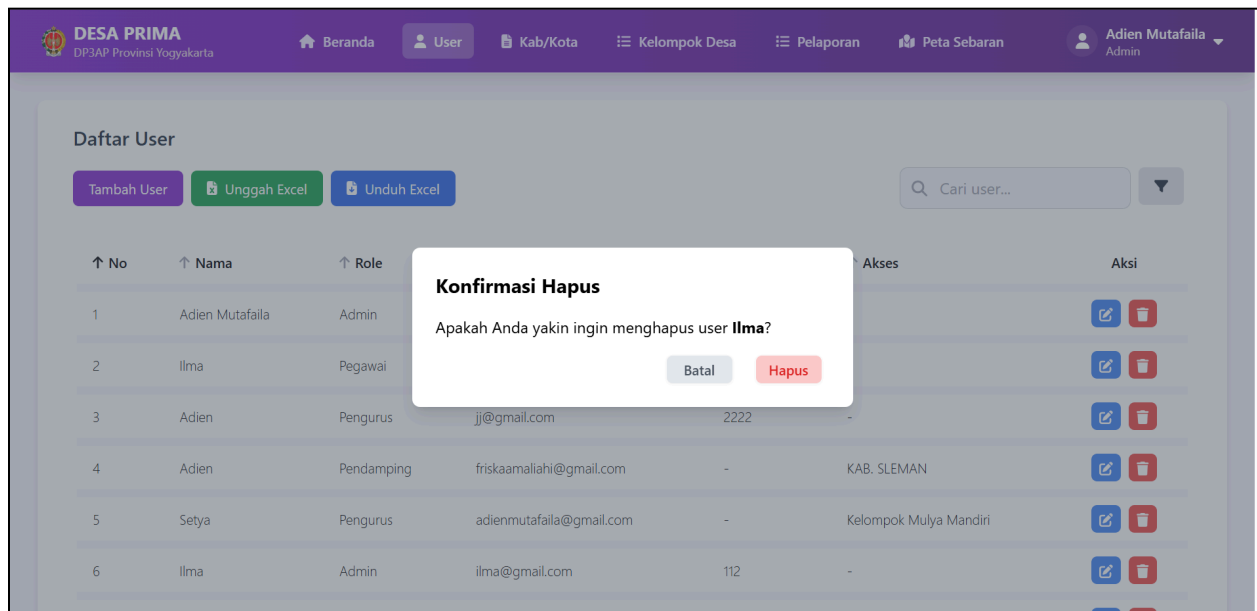 DESA PRIMA
DP3AP Provinsi Yogyakarta
Beranda User Kab/Kota Kelompok Desa Pelaporan Peta Sebaran
Adien Mutafaila
Admin
Daftar User
Tambah User Unggah Excel Unduh Excel Cari user...
↑ No ↑ Nama ↑ Role Akses Aksi
Konfirmasi Hapus
Apakah Anda yakin ingin menghapus user Ilma?
Batal Hapus
1 Adien Mutafaila Admin
2 Ilma Pegawai
3 Adien Pengurus jj@gmail.com 2222 -
4 Adien Pendamping friskaamaliahi@gmail.com - KAB. SLEMAN
5 Setya Pengurus adienmutafaila@gmail.com - Kelompok Mulya Mandiri
6 Ilma Admin ilma@gmail.com 112 -